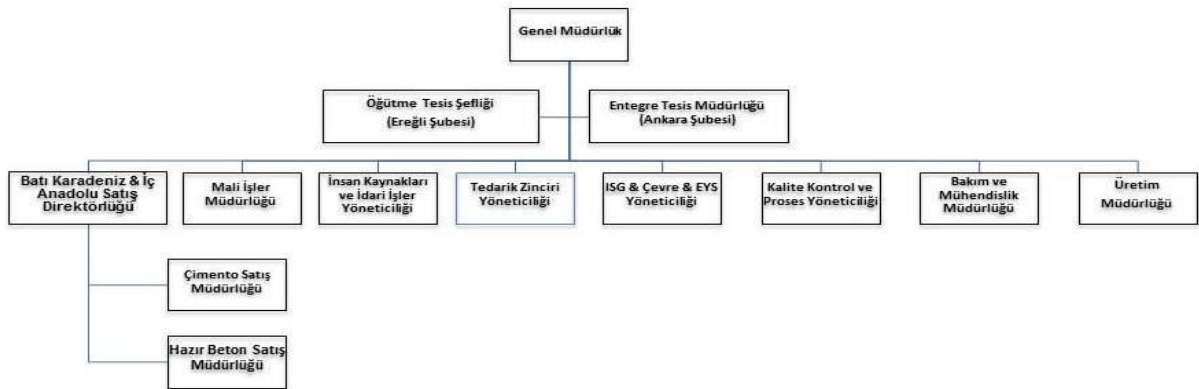 Genel Müdürlük
Öğütme Tesis Şefliği
(Ereğli Şubesi)
Entegre Tesis Müdürlüğü
(Ankara Şubesi)
Batı Karadeniz & İç
Anadolu Satış
Direktörlüğü
Mali İşler
Müdürlüğü
İnsan Kaynakları
ve İdari İşler
Yöneticiliği
Tedarik Zinciri
Yöneticiliği
ISG & Çevre & EYS
Yöneticiliği
Kalite Kontrol ve
Proses Yöneticiliği
Bakım ve
Mühendislik
Müdürlüğü
Üretim
Müdürlüğü
Çimento Satış
Müdürlüğü
Hazır Beton Satış
Müdürlüğü